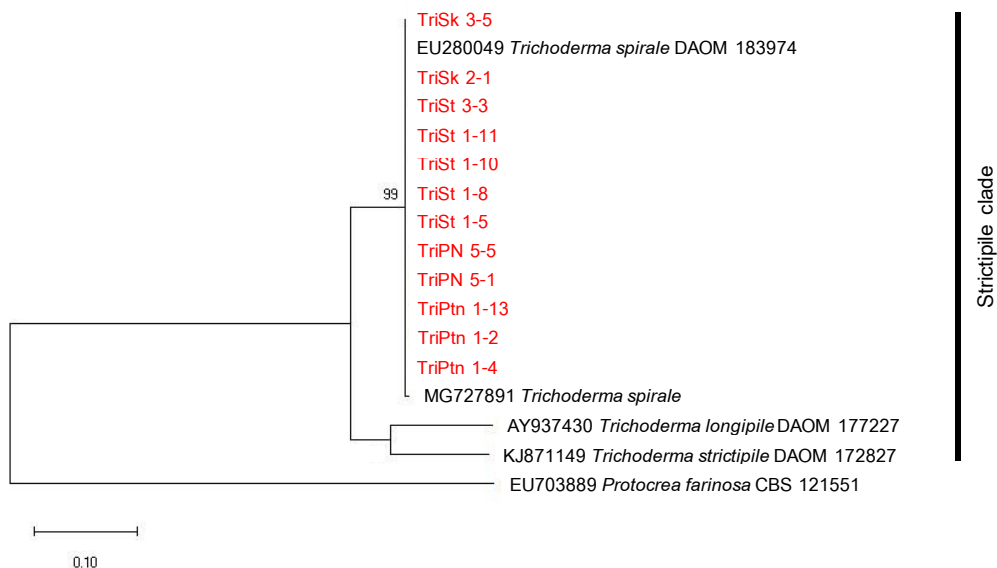 TriSk 3-5
EU280049 Trichoderma spirale DAOM 183974
TriSk 2-1
TriSt 3-3
TriSt 1-11
TriSt 1-10
99
TriSt 1-8
TriSt 1-5
TriPN 5-5
TriPN 5-1
TriPtn 1-13
TriPtn 1-2
TriPtn 1-4
MG727891 Trichoderma spirale
AY937430 Trichoderma longipile DAOM 177227
KJ871149 Trichoderma strictipile DAOM 172827
EU703889 Protocrea farinosa CBS 121551
Strictipile clade
0.10